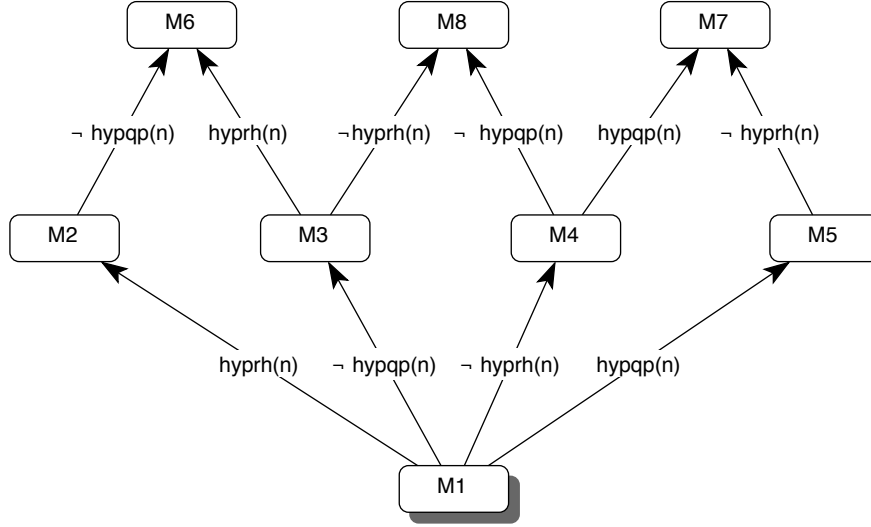 M6 M8 M7
¬ hypqp(n) hyprh(n) ¬hyprh(n) ¬ hypqp(n) hypqp(n) ¬ hyprh(n)
M2 M3 M4 M5
hyprh(n) ¬ hypqp(n) ¬ hyprh(n) hypqp(n)
M1